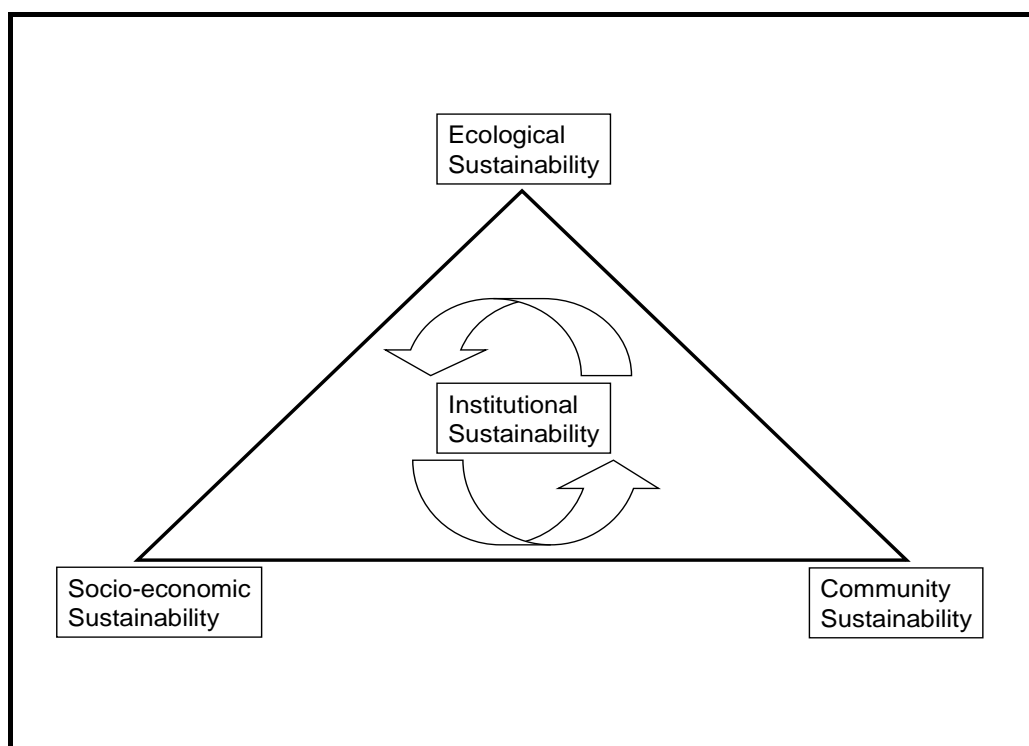 Ecological
Sustainability
Institutional
Sustainability
Socio-economic
Sustainability
Community
Sustainability